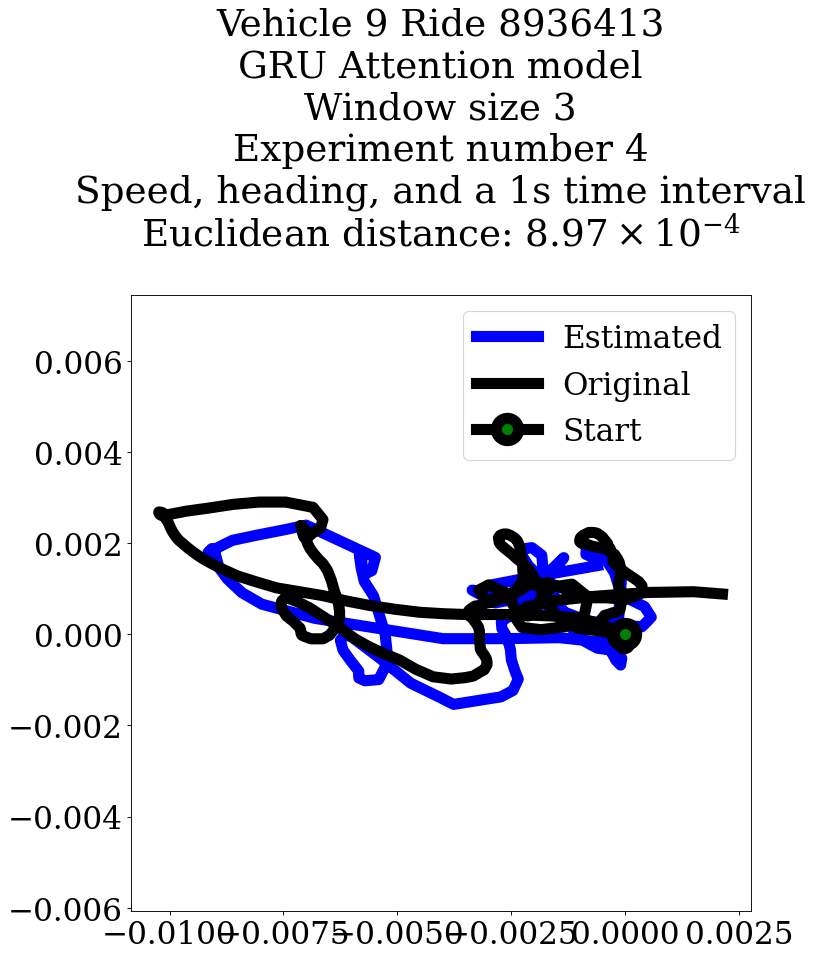 Vehicle 9 Ride 8936413
GRU Attention model
Window size 3
Experiment number 4
Speed, heading, and a 1s time interval
Euclidean distance: 8.97 × 10⁻⁴
Estimated
Original
Start
0.006
0.004
0.002
0.000
−0.002
−0.004
−0.006
−0.0100 −0.0075 −0.0050 −0.0025 0.0000 0.0025